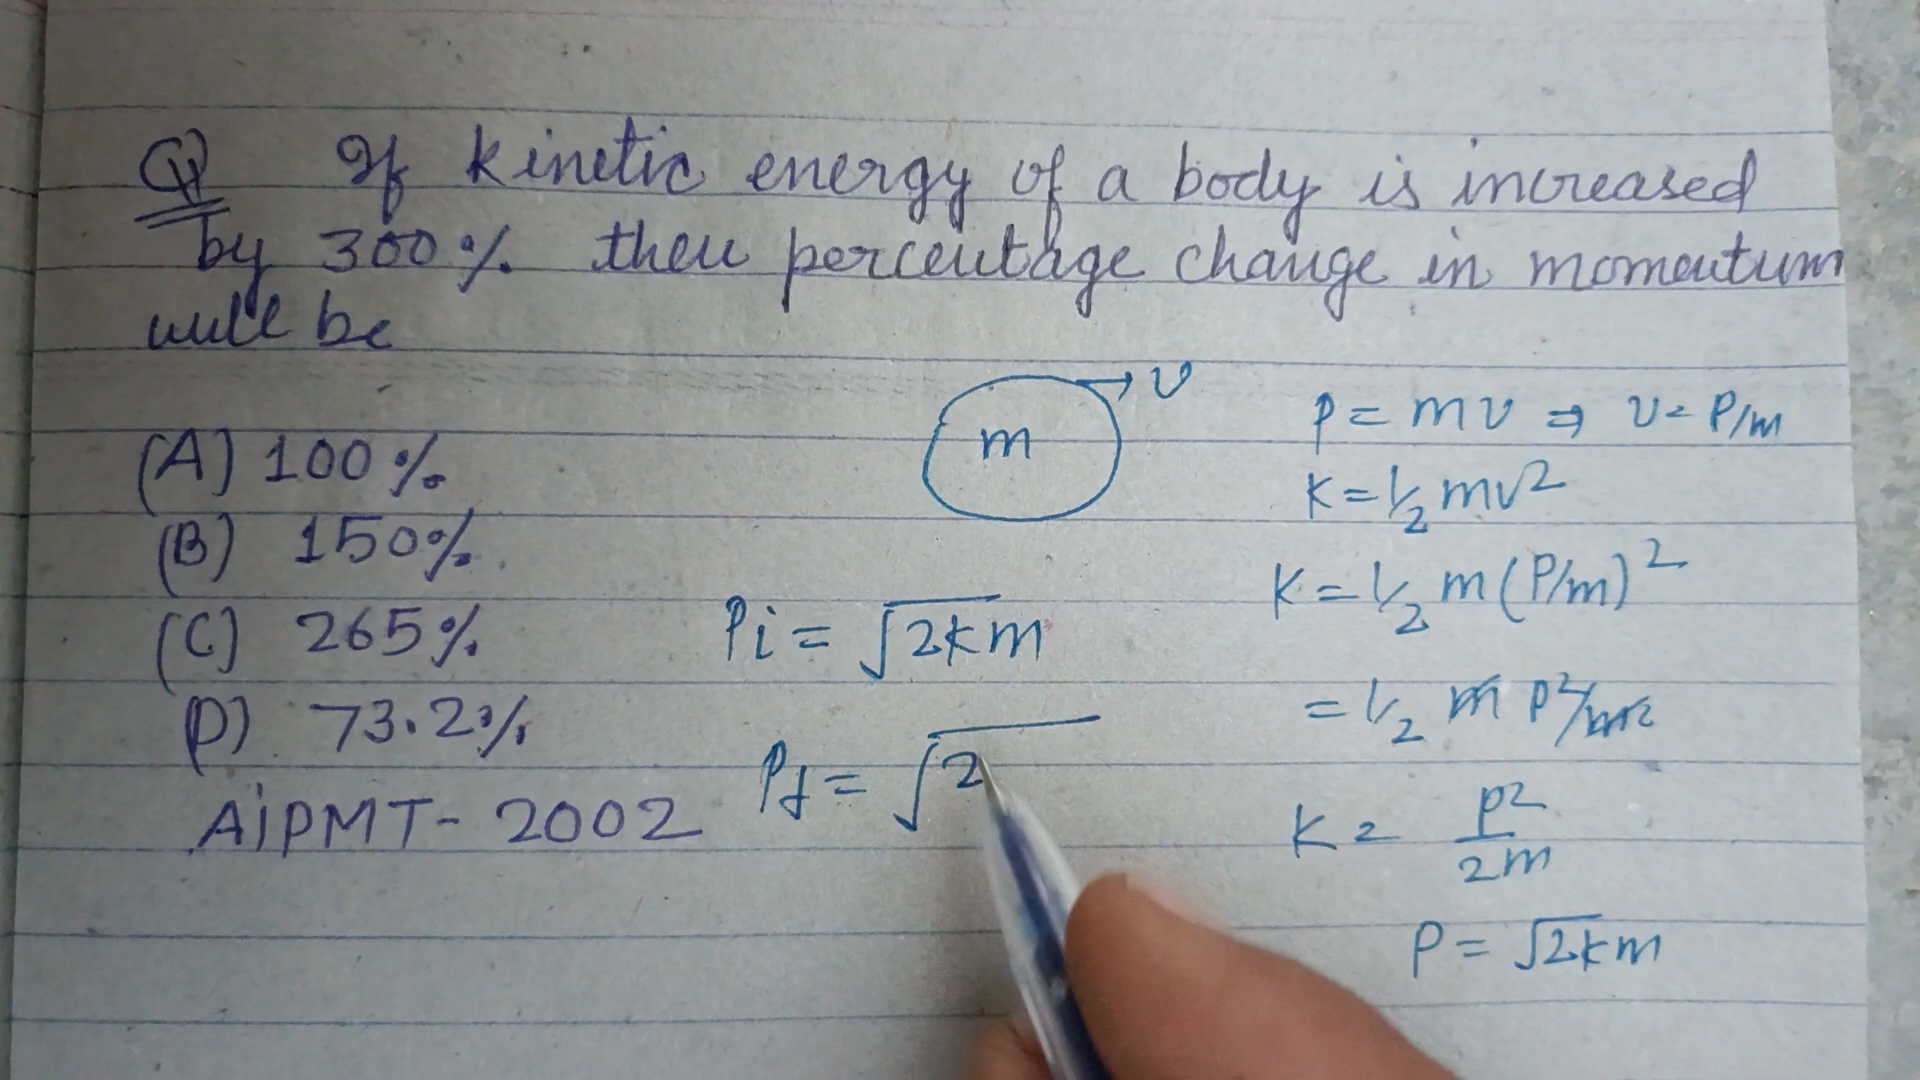 Q) If kinetic energy of a body is increased
by 300% then percentage change in momentum
will be
(A) 100%
(B) 150%
(C) 265%
(D) 73.2%
AIPMT-2002
m → v
Pi = √2km
Pf = √2
P = mv ⇒ v = P/m
K = 1/2 mv²
K = 1/2 m (P/m)²
= 1/2 m P²/m²
K = P²/2m
P = √2km